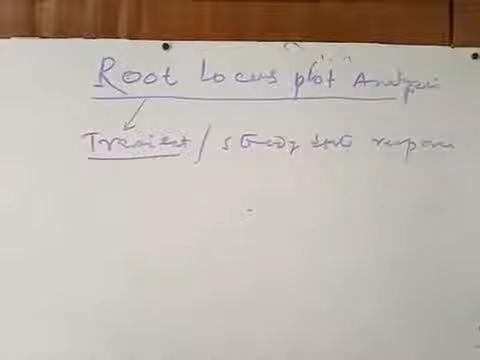 Root Locus plot Analysis
Transient / steady state response